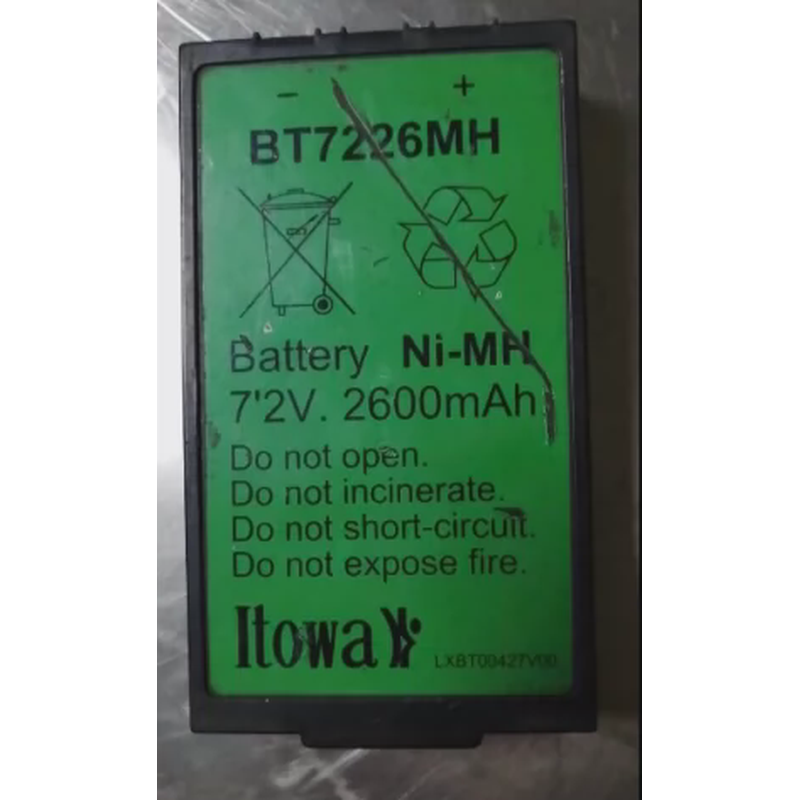 - +
BT7226MH
Battery Ni-MH
7'2V. 2600mAh
Do not open.
Do not incinerate.
Do not short-circuit.
Do not expose fire.
Itowa
LXBT00427V00